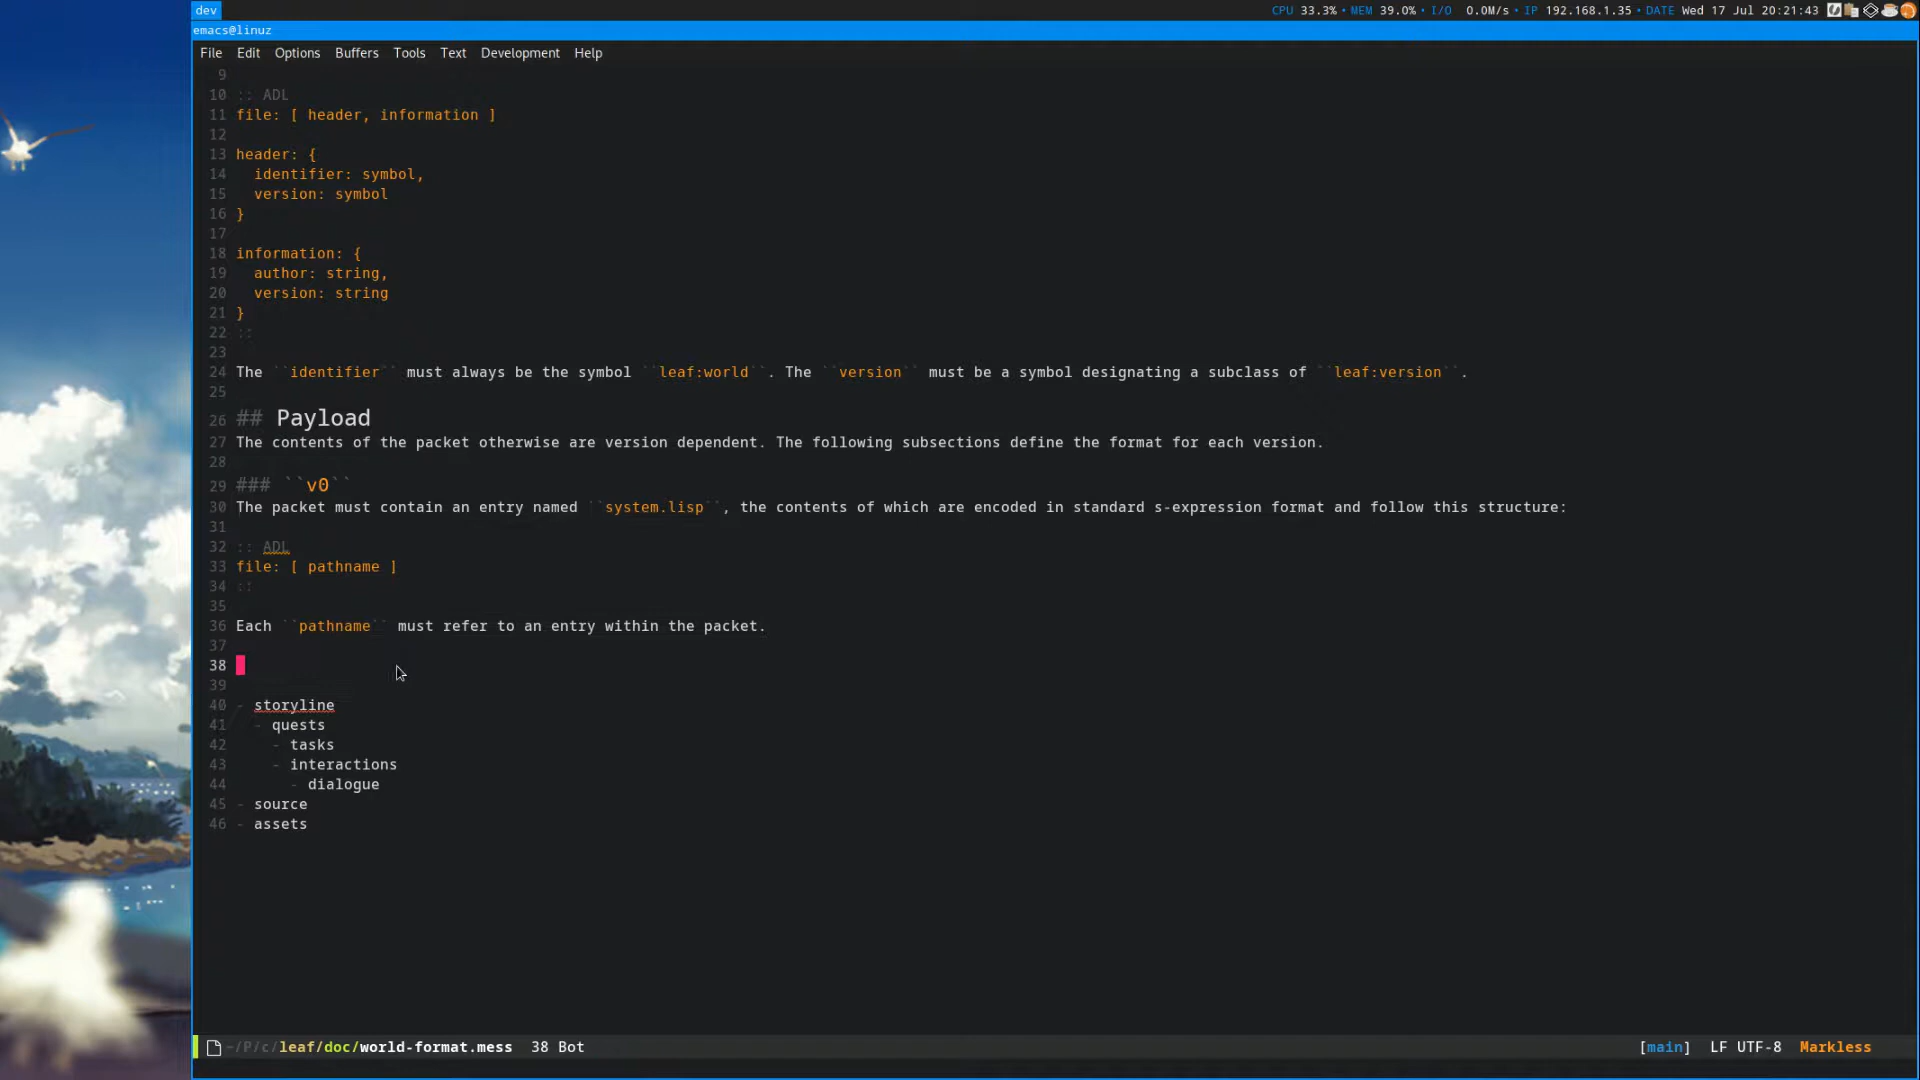 dev CPU 33.3% • MEM 39.0% • I/O 0.0M/s • IP 192.168.1.35 • DATE Wed 17 Jul 20:21:43
emacs@linuz
File Edit Options Buffers Tools Text Development Help
9
10 :: ADL
11 file: [ header, information ]
12
13 header: {
14   identifier: symbol,
15   version: symbol
16 }
17
18 information: {
19   author: string,
20   version: string
21 }
22 ::
23
24 The ``identifier`` must always be the symbol ``leaf:world``. The ``version`` must be a symbol designating a subclass of ``leaf:version``.
25
26 ## Payload
27 The contents of the packet otherwise are version dependent. The following subsections define the format for each version.
28
29 ### ``v0``
30 The packet must contain an entry named ``system.lisp``, the contents of which are encoded in standard s-expression format and follow this structure:
31
32 :: ADL
33 file: [ pathname ]
34 ::
35
36 Each ``pathname`` must refer to an entry within the packet.
37
38
39
40 - storyline
41   - quests
42     - tasks
43     - interactions
44       - dialogue
45 - source
46 - assets
~/P/c/leaf/doc/world-format.mess 38 Bot [main] LF UTF-8 Markless